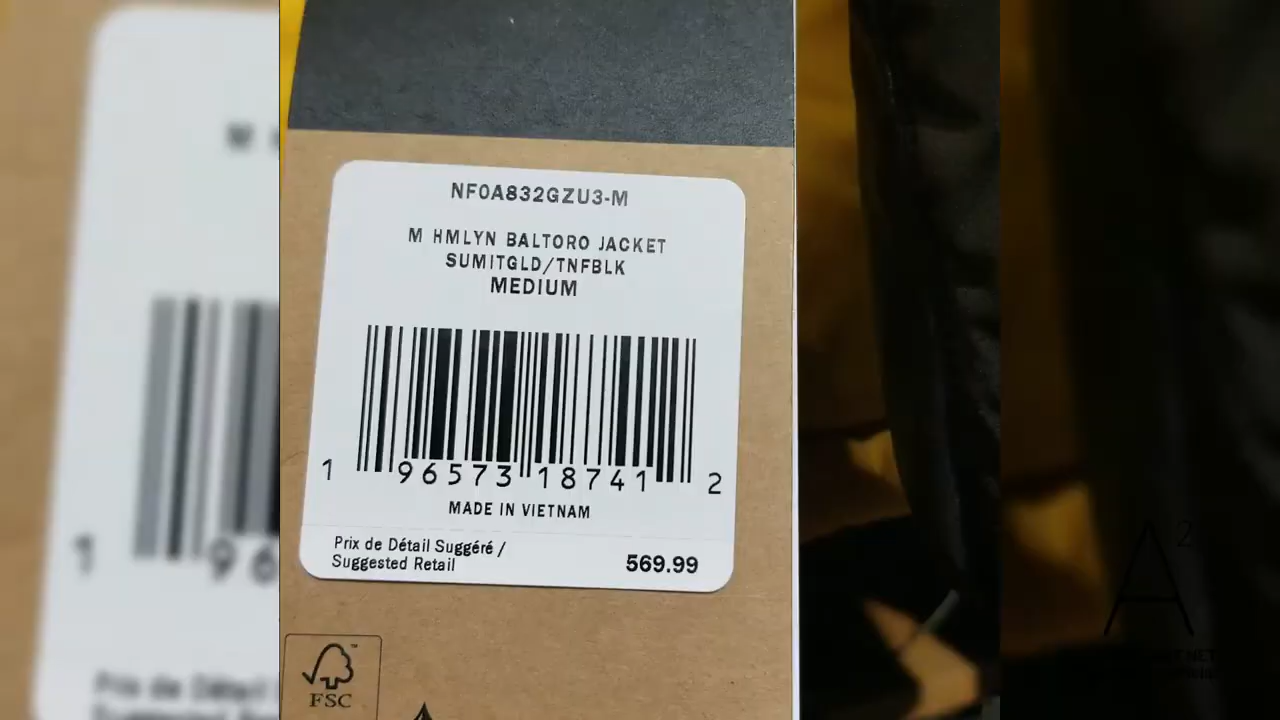 NF0A832GZU3-M
M HMLYN BALTORO JACKET
SUMITGLD/TNFBLK
MEDIUM
1 96573 18741 2
MADE IN VIETNAM
Prix de Détail Suggéré /
Suggested Retail 569.99
FSC
A²